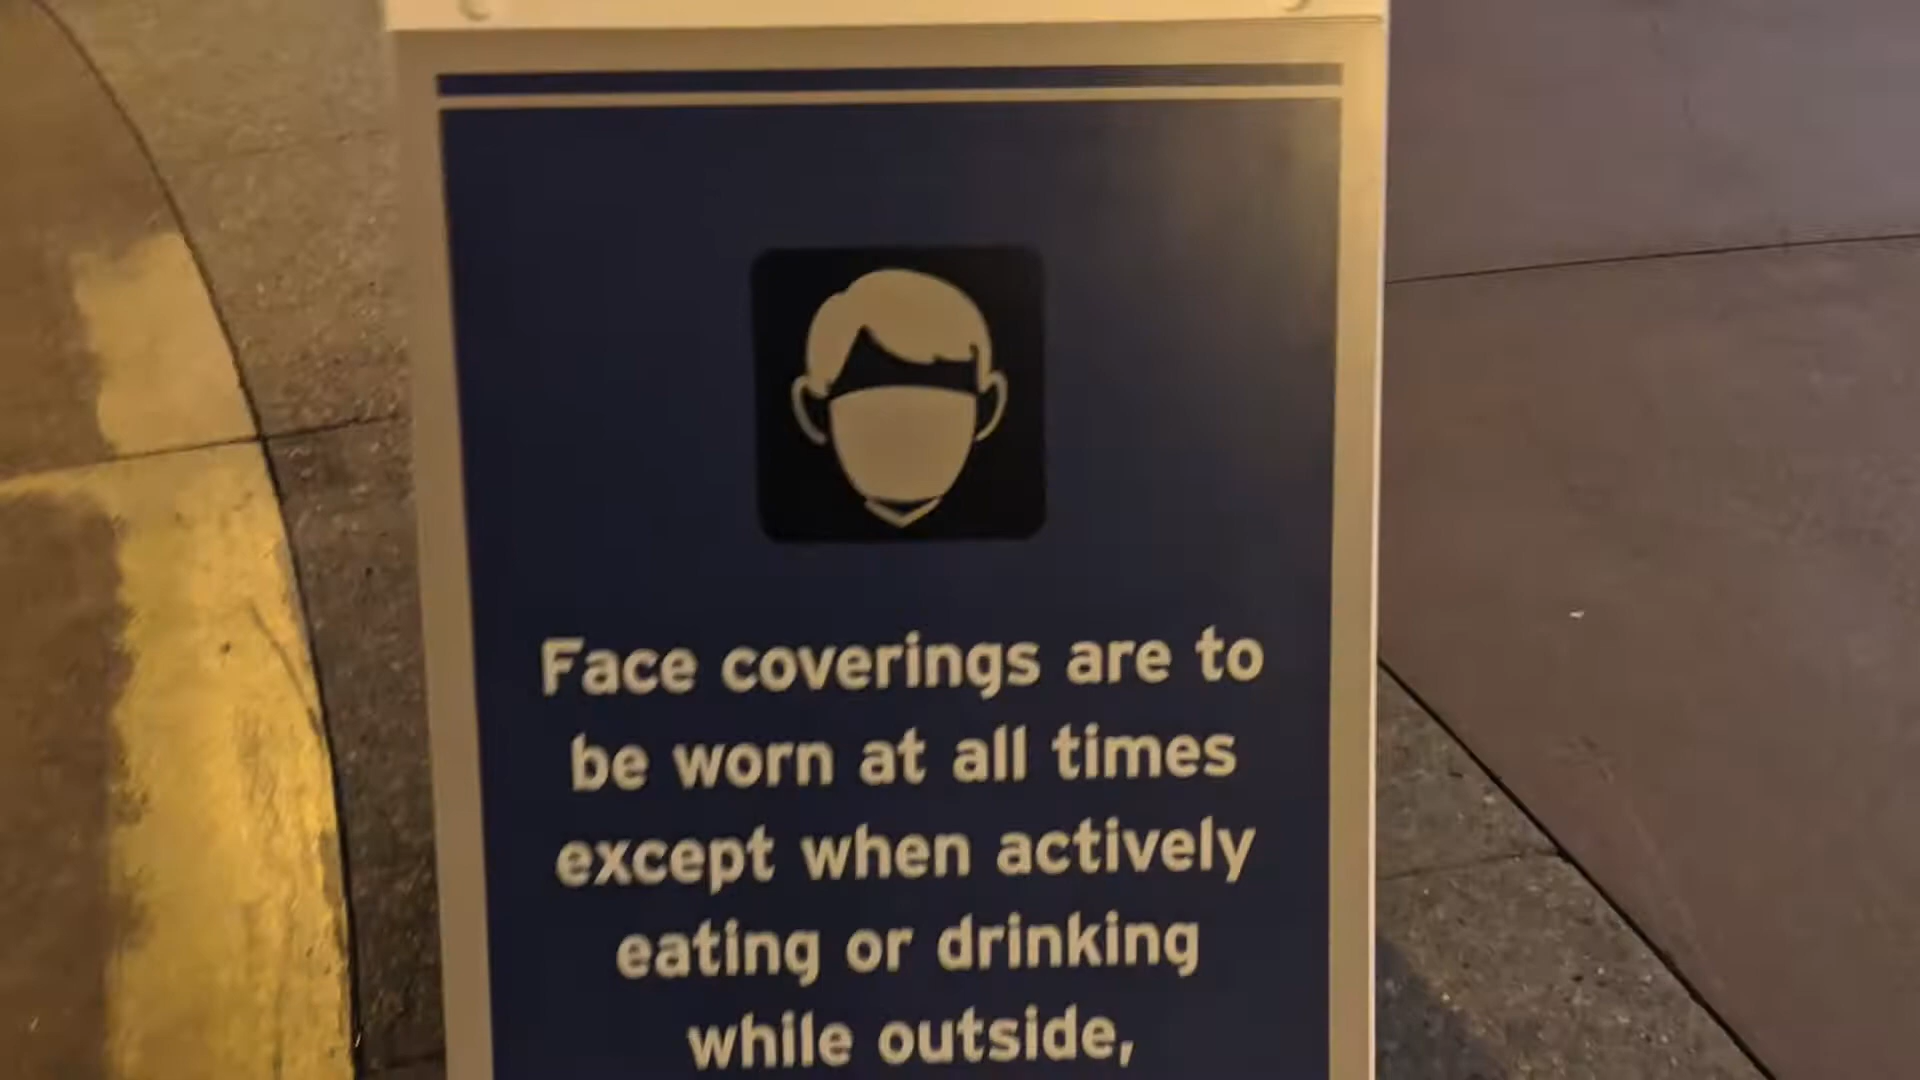 Face coverings are to
be worn at all times
except when actively
eating or drinking
while outside,